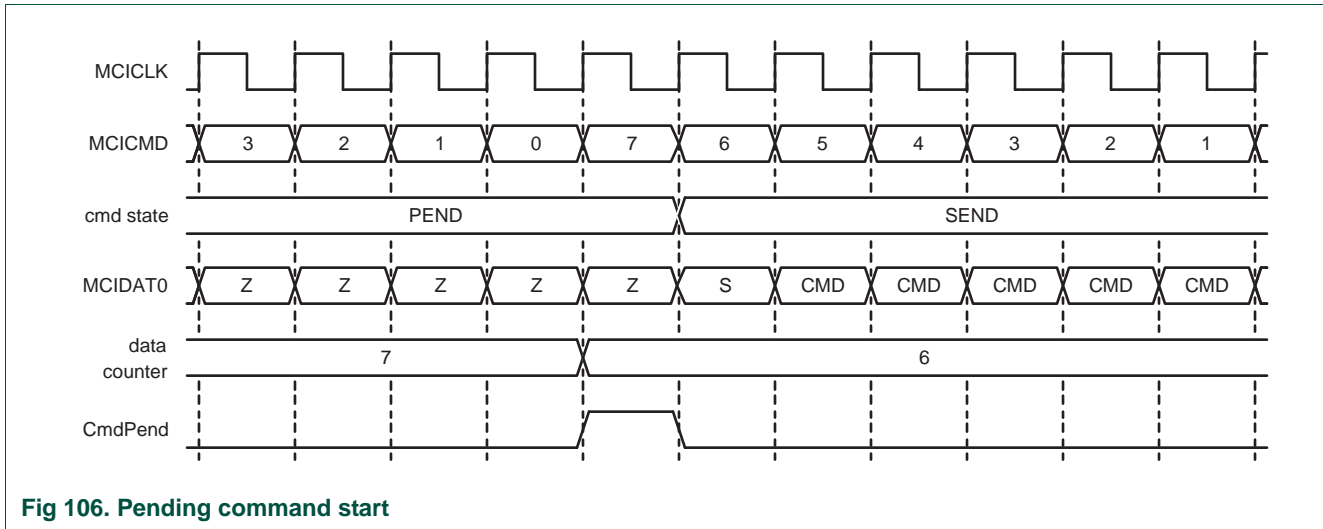 MCICLK
MCICMD 3 2 1 0 7 6 5 4 3 2 1
cmd state PEND SEND
MCIDAT0 Z Z Z Z Z S CMD CMD CMD CMD CMD
data
counter 7 6
CmdPend
Fig 106. Pending command start